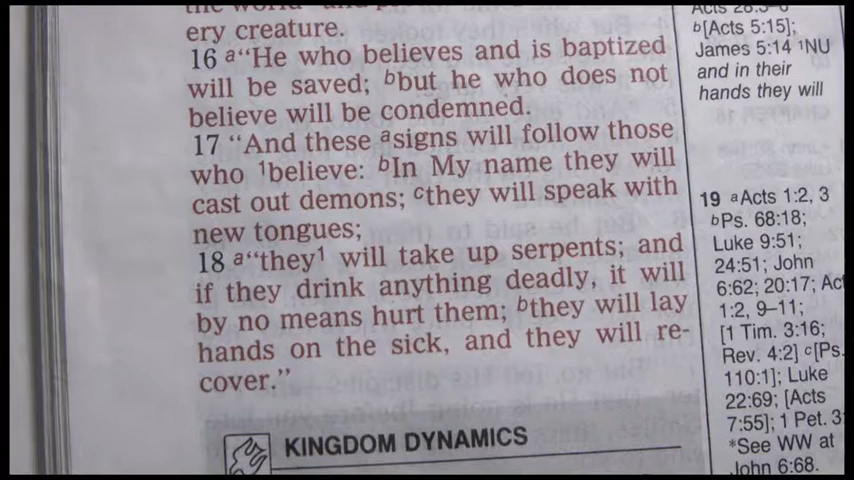 ery creature.
16 a“He who believes and is baptized
will be saved; bbut he who does not
believe will be condemned.
17 “And these asigns will follow those
who 1believe: bIn My name they will
cast out demons; cthey will speak with
new tongues;
18 a“they1 will take up serpents; and
if they drink anything deadly, it will
by no means hurt them; bthey will lay
hands on the sick, and they will re-
cover.”
KINGDOM DYNAMICS
b[Acts 5:15];
James 5:14 1NU
and in their
hands they will
19 aActs 1:2, 3
bPs. 68:18;
Luke 9:51;
24:51; John
6:62; 20:17; Act
1:2, 9–11;
[1 Tim. 3:16;
Rev. 4:2] c[Ps.
110:1]; Luke
22:69; [Acts
7:55]; 1 Pet. 3:
*See WW at
John 6:68.